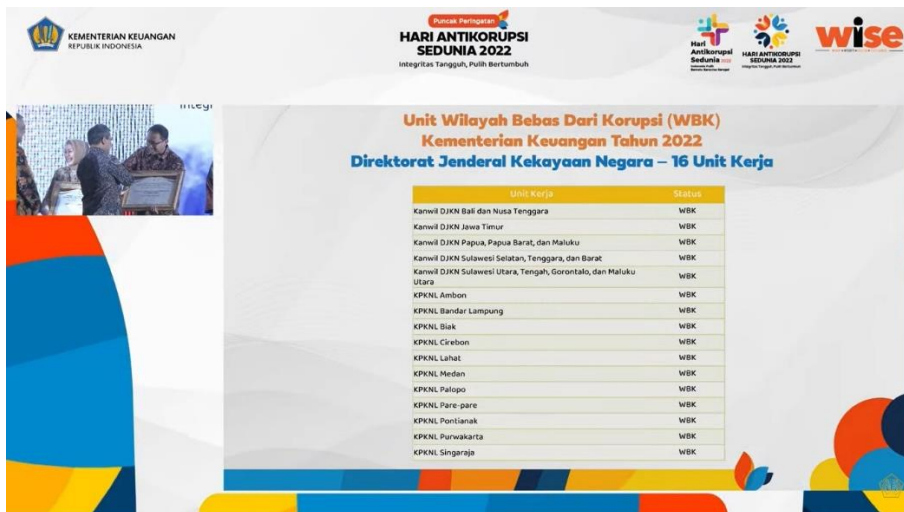 KEMENTERIAN KEUANGAN
REPUBLIK INDONESIA
Puncak Peringatan
HARI ANTIKORUPSI
SEDUNIA 2022
Integritas Tangguh, Pulih Bertumbuh
Hari
Antikorupsi
Sedunia
HARI ANTIKORUPSI
SEDUNIA 2022
Integritas Tangguh, Pulih Bertumbuh
wise
Integr
Unit Wilayah Bebas Dari Korupsi (WBK)
Kementerian Keuangan Tahun 2022
Direktorat Jenderal Kekayaan Negara – 16 Unit Kerja
Unit Kerja Status
Kanwil DJKN Bali dan Nusa Tenggara WBK
Kanwil DJKN Jawa Timur WBK
Kanwil DJKN Papua, Papua Barat, dan Maluku WBK
Kanwil DJKN Sulawesi Selatan, Tenggara, dan Barat WBK
Kanwil DJKN Sulawesi Utara, Tengah, Gorontalo, dan Maluku
Utara WBK
KPKNL Ambon WBK
KPKNL Bandar Lampung WBK
KPKNL Biak WBK
KPKNL Cirebon WBK
KPKNL Lahat WBK
KPKNL Medan WBK
KPKNL Palopo WBK
KPKNL Pare-pare WBK
KPKNL Pontianak WBK
KPKNL Purwakarta WBK
KPKNL Singaraja WBK